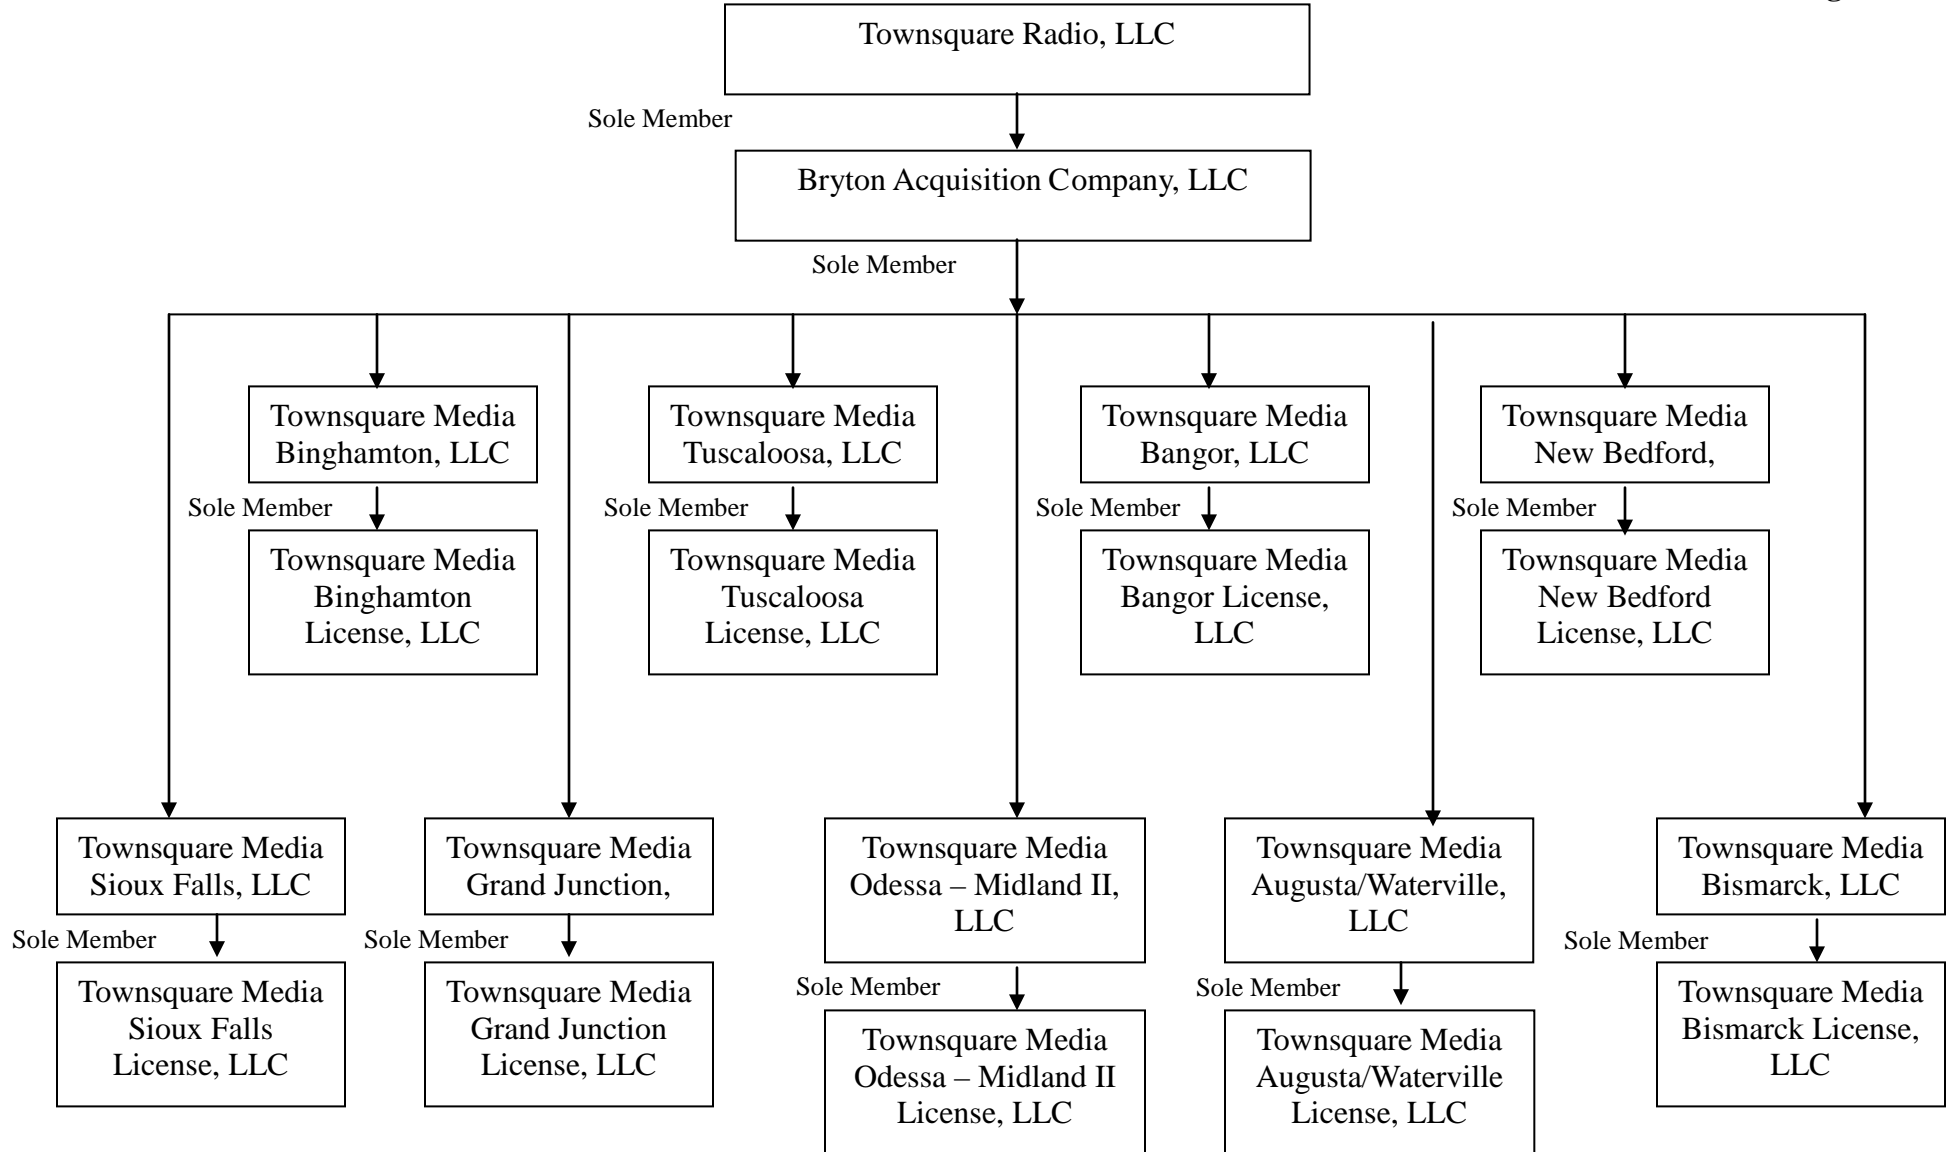 Townsquare Radio, LLC
Sole Member
Bryton Acquisition Company, LLC
Sole Member
Townsquare Media
Binghamton, LLC
Townsquare Media
Tuscaloosa, LLC
Townsquare Media
Bangor, LLC
Townsquare Media
New Bedford,
Sole Member
Sole Member
Sole Member
Sole Member
Townsquare Media
Binghamton
License, LLC
Townsquare Media
Tuscaloosa
License, LLC
Townsquare Media
Bangor License,
LLC
Townsquare Media
New Bedford
License, LLC
Townsquare Media
Sioux Falls, LLC
Townsquare Media
Grand Junction,
Townsquare Media
Odessa – Midland II,
LLC
Townsquare Media
Augusta/Waterville,
LLC
Townsquare Media
Bismarck, LLC
Sole Member
Sole Member
Sole Member
Sole Member
Sole Member
Townsquare Media
Sioux Falls
License, LLC
Townsquare Media
Grand Junction
License, LLC
Townsquare Media
Odessa – Midland II
License, LLC
Townsquare Media
Augusta/Waterville
License, LLC
Townsquare Media
Bismarck License,
LLC